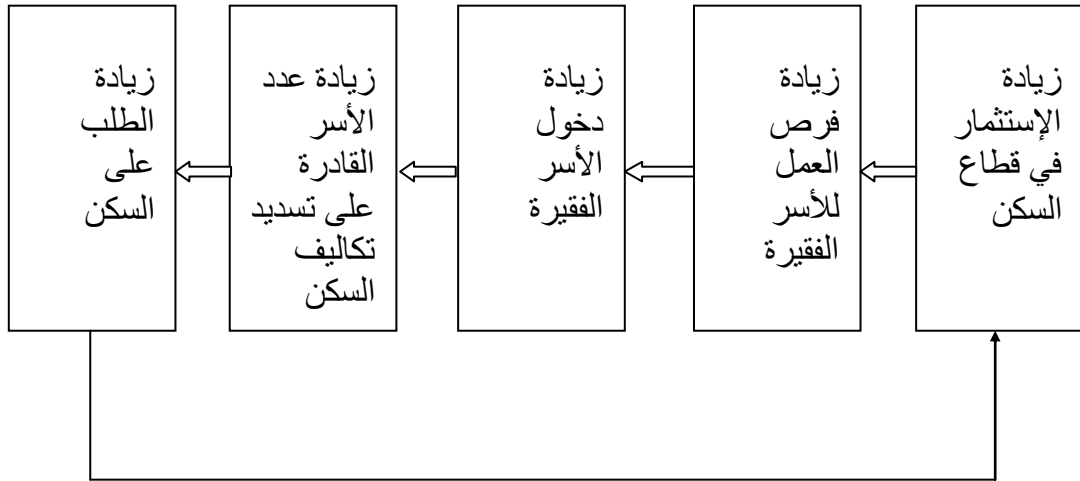 زيادة
الإستثمار
في قطاع
السكن
زيادة
فرص
العمل
للأسر
الفقيرة
زيادة
دخول
الأسر
الفقيرة
زيادة عدد
الأسر
القادرة
على تسديد
تكاليف
السكن
زيادة
الطلب
على
السكن